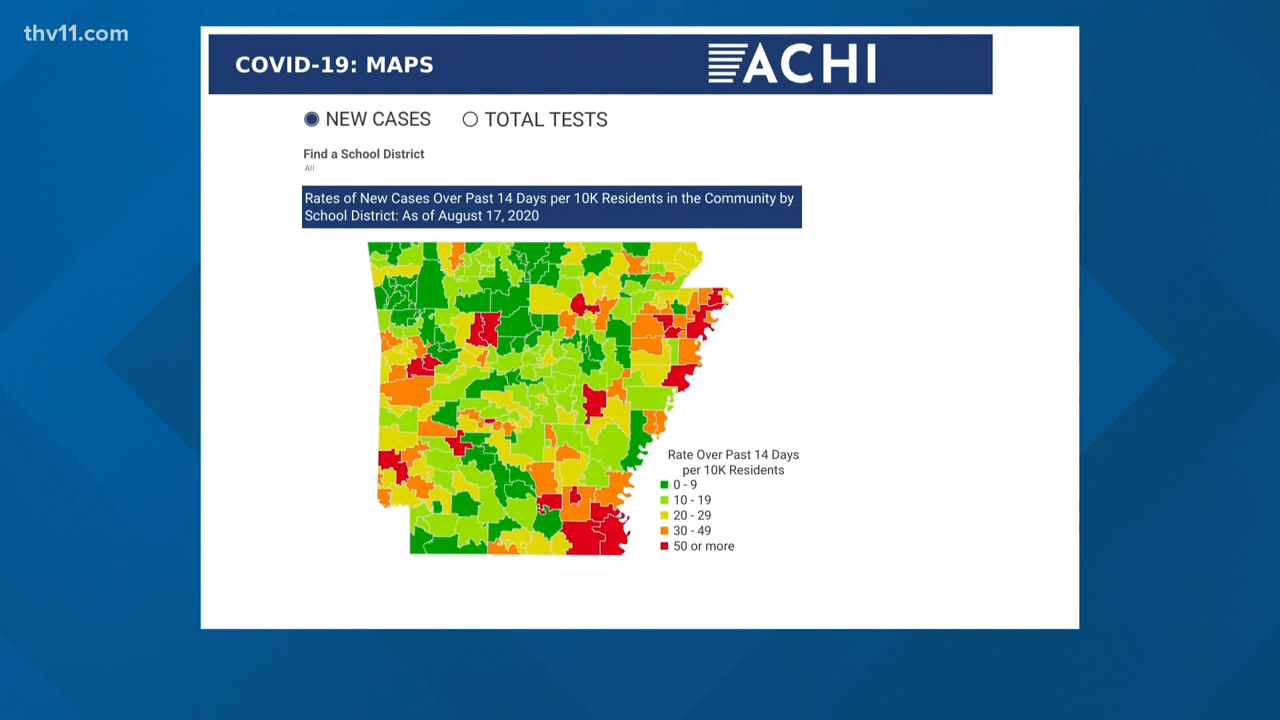 thv11.com
COVID-19: MAPS
ACHI
NEW CASES
TOTAL TESTS
Find a School District
All
Rates of New Cases Over Past 14 Days per 10K Residents in the Community by
School District: As of August 17, 2020
Rate Over Past 14 Days
per 10K Residents
0 - 9
10 - 19
20 - 29
30 - 49
50 or more